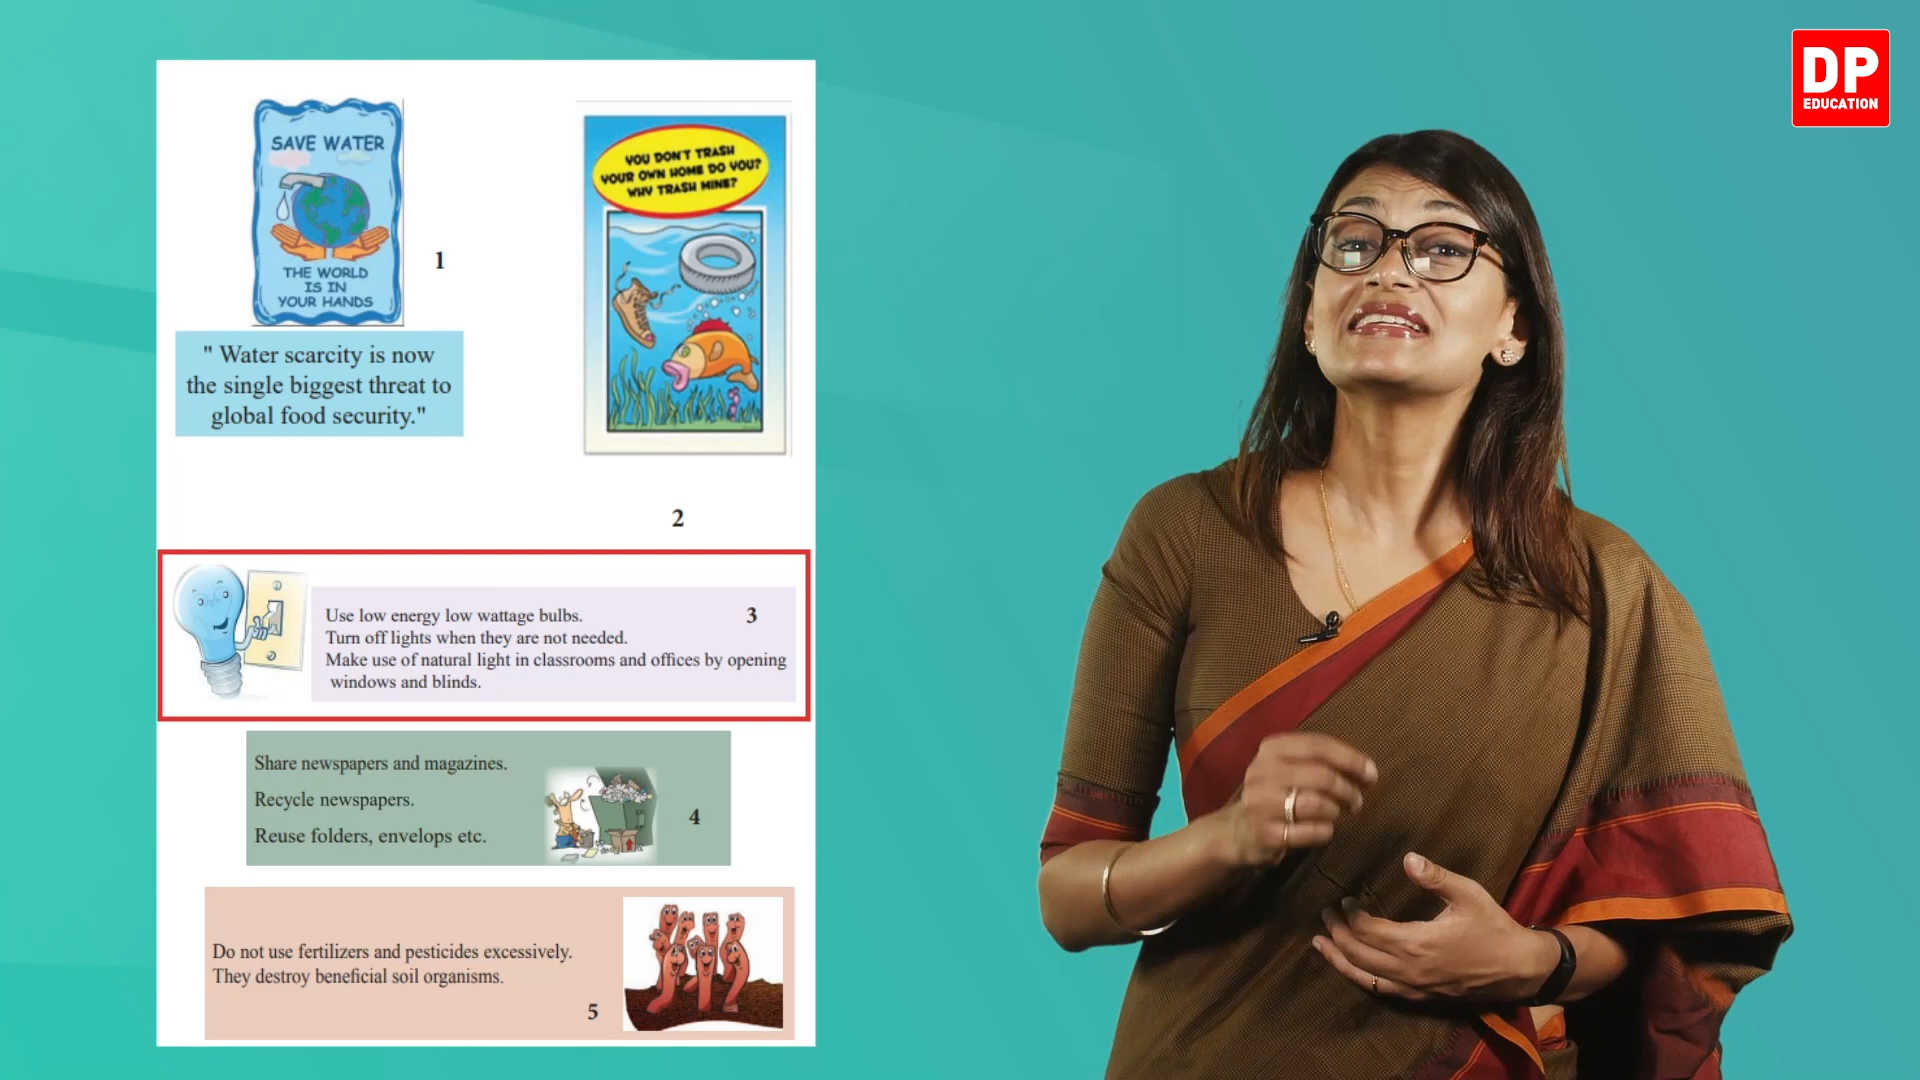 DP
EDUCATION
SAVE WATER
THE WORLD
IS IN
YOUR HANDS
1
" Water scarcity is now
the single biggest threat to
global food security."
YOU DON'T TRASH
YOUR OWN HOME DO YOU?
WHY TRASH MINE?
2
Use low energy low wattage bulbs.
3
Turn off lights when they are not needed.
Make use of natural light in classrooms and offices by opening
windows and blinds.
Share newspapers and magazines.
Recycle newspapers.
Reuse folders, envelops etc.
4
Do not use fertilizers and pesticides excessively.
They destroy beneficial soil organisms.
5